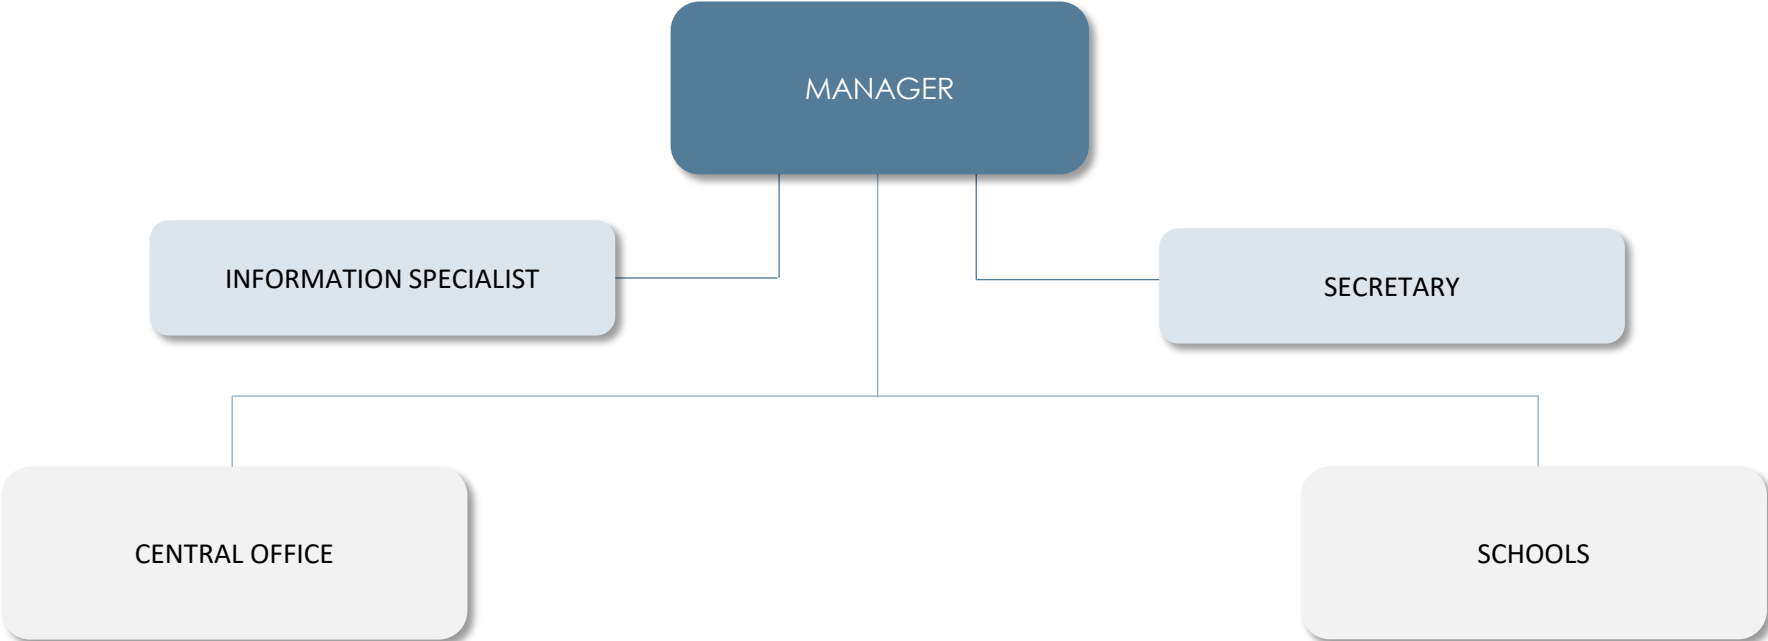 MANAGER
INFORMATION SPECIALIST
SECRETARY
CENTRAL OFFICE
SCHOOLS